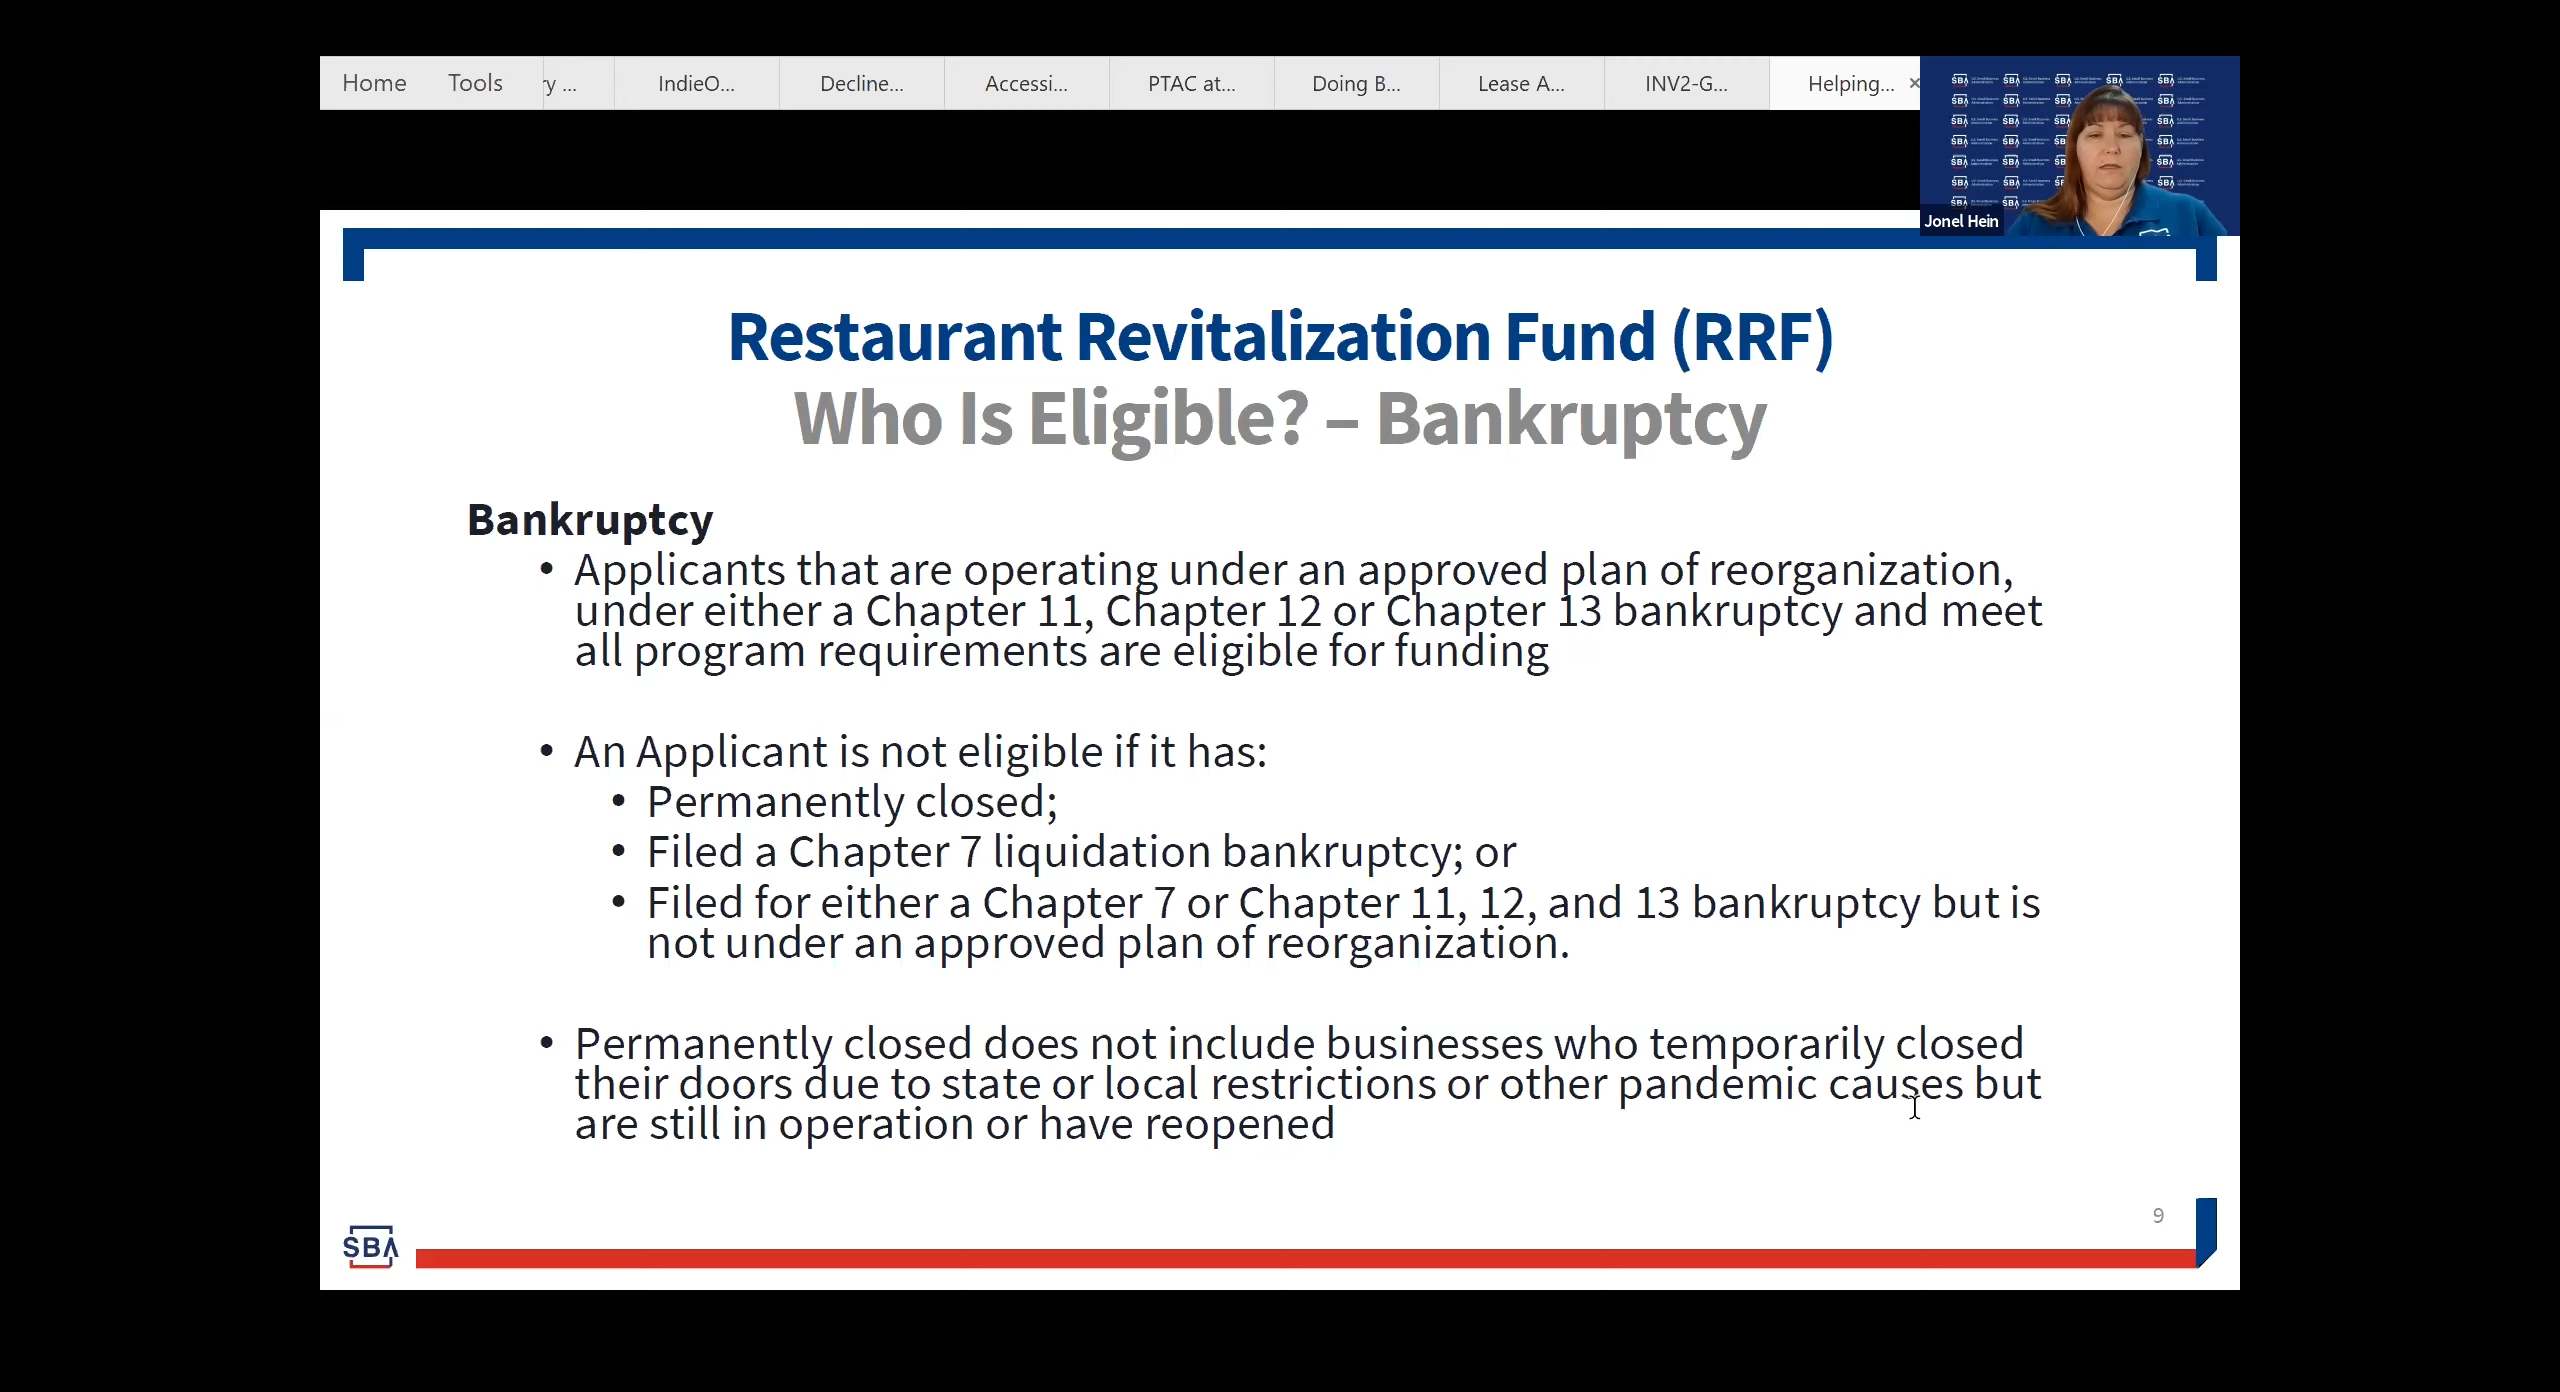 Home Tools ry ... IndieO... Decline... Accessi... PTAC at... Doing B... Lease A... INV2-G... Helping... ×
Jonel Hein
Restaurant Revitalization Fund (RRF)
Who Is Eligible? – Bankruptcy
Bankruptcy
• Applicants that are operating under an approved plan of reorganization,
under either a Chapter 11, Chapter 12 or Chapter 13 bankruptcy and meet
all program requirements are eligible for funding
• An Applicant is not eligible if it has:
• Permanently closed;
• Filed a Chapter 7 liquidation bankruptcy; or
• Filed for either a Chapter 7 or Chapter 11, 12, and 13 bankruptcy but is
not under an approved plan of reorganization.
• Permanently closed does not include businesses who temporarily closed
their doors due to state or local restrictions or other pandemic causes but
are still in operation or have reopened
9
SBA